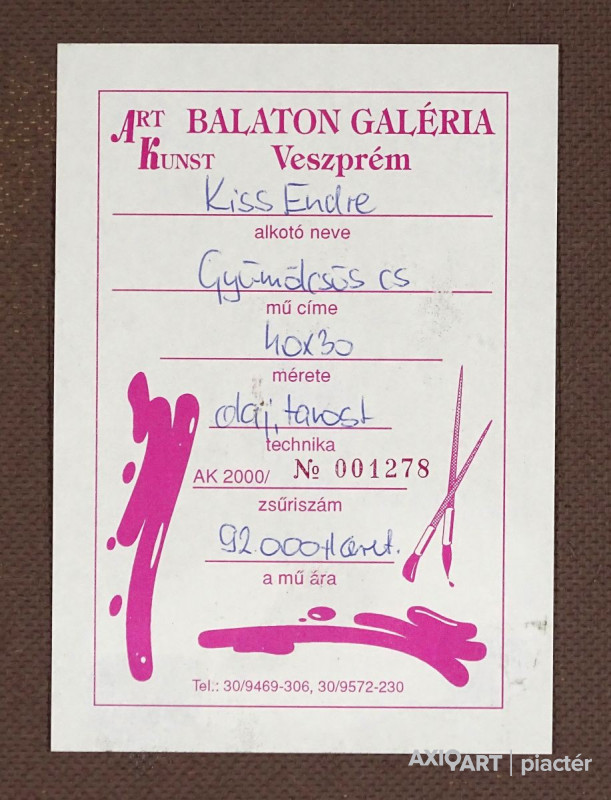 ART KUNST
BALATON GALÉRIA
Veszprém
Kiss Endre
alkotó neve
Gyümölcsös cs
mű címe
40x30
mérete
olaj, farost
technika
AK 2000/ № 001278
zsűriszám
92.000
a mű ára
Tel.: 30/9469-306, 30/9572-230
AXIOART | piactér